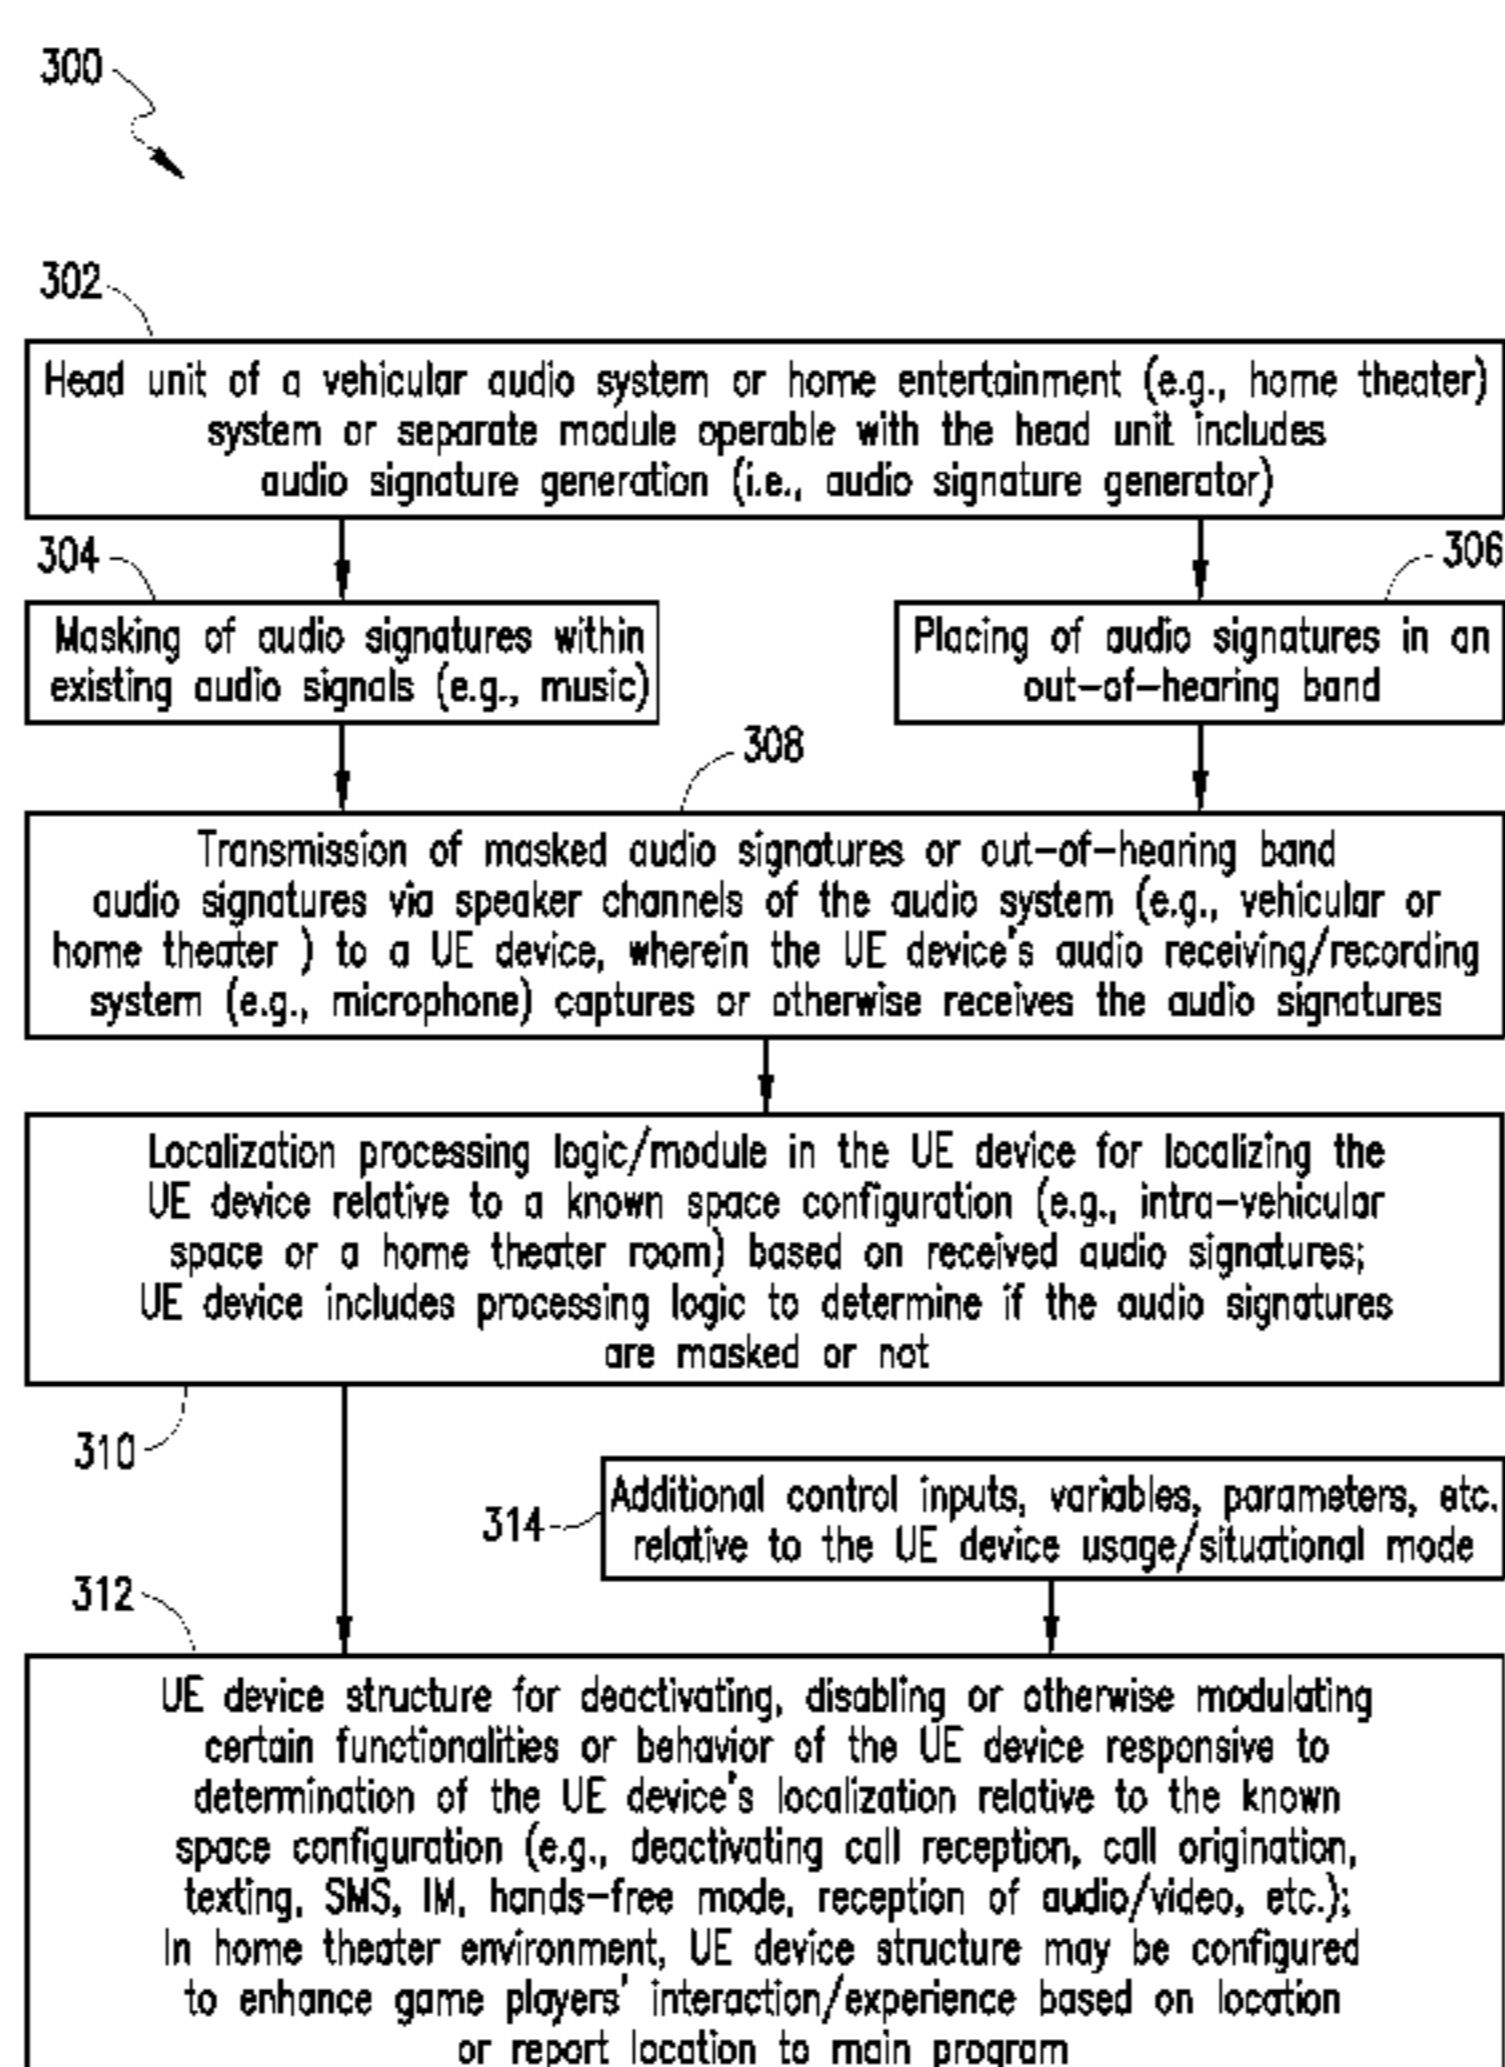 300
302
Head unit of a vehicular audio system or home entertainment (e.g., home theater)
system or separate module operable with the head unit includes
audio signature generation (i.e., audio signature generator)
304
306
Masking of audio signatures within
existing audio signals (e.g., music)
Placing of audio signatures in an
out-of-hearing band
308
Transmission of masked audio signatures or out-of-hearing band
audio signatures via speaker channels of the audio system (e.g., vehicular or
home theater ) to a UE device, wherein the UE device's audio receiving/recording
system (e.g., microphone) captures or otherwise receives the audio signatures
Localization processing logic/module in the UE device for localizing the
UE device relative to a known space configuration (e.g., intra-vehicular
space or a home theater room) based on received audio signatures;
UE device includes processing logic to determine if the audio signatures
are masked or not
310
314
Additional control inputs, variables, parameters, etc.
relative to the UE device usage/situational mode
312
UE device structure for deactivating, disabling or otherwise modulating
certain functionalities or behavior of the UE device responsive to
determination of the UE device's localization relative to the known
space configuration (e.g., deactivating call reception, call origination,
texting, SMS, IM, hands-free mode, reception of audio/video, etc.);
In home theater environment, UE device structure may be configured
to enhance game players' interaction/experience based on location
or report location to main program